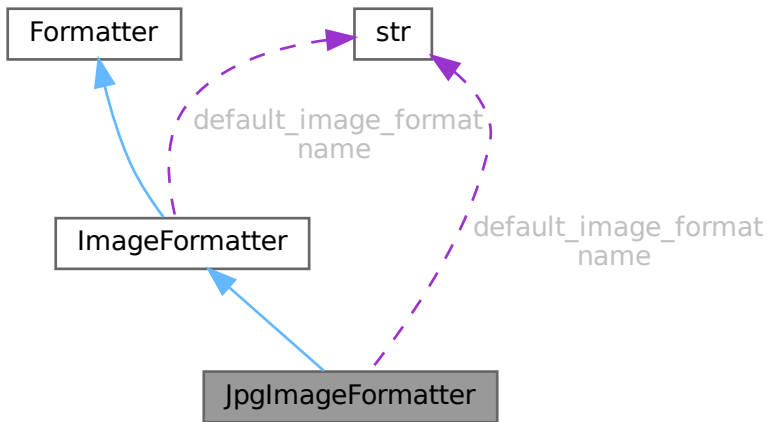 Formatter
str
default_image_format
name
ImageFormatter
default_image_format
name
JpgImageFormatter